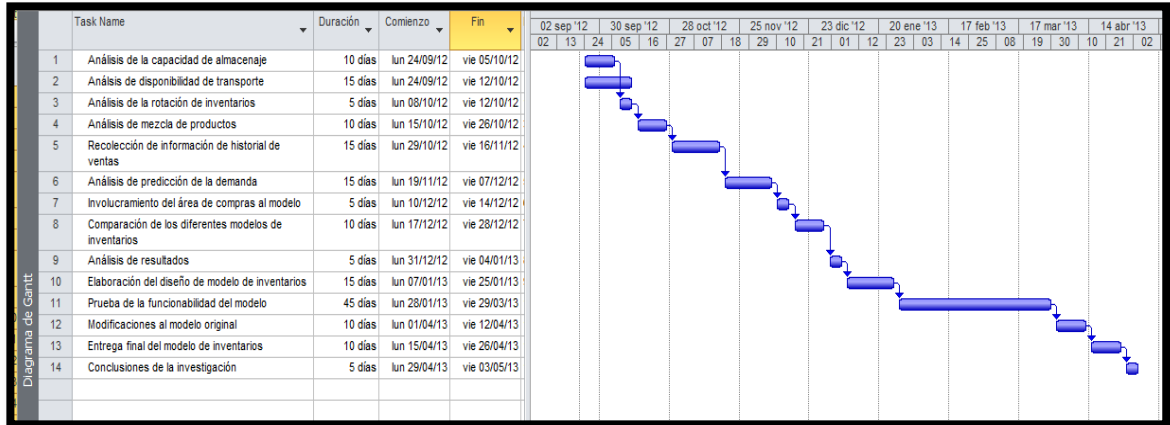 Task Name Duración Comienzo Fin
02 sep '12 30 sep '12 28 oct '12 25 nov '12 23 dic '12 20 ene '13 17 feb '13 17 mar '13 14 abr '13
02 13 24 05 16 27 07 18 29 10 21 01 12 23 03 14 25 08 19 30 10 21 02
1 Análisis de la capacidad de almacenaje 10 días lun 24/09/12 vie 05/10/12
2 Análsis de disponibilidad de transporte 15 días lun 24/09/12 vie 12/10/12
3 Análisis de la rotación de inventarios 5 días lun 08/10/12 vie 12/10/12
4 Análisis de mezcla de productos 10 días lun 15/10/12 vie 26/10/12
5 Recolección de información de historial de 15 días lun 29/10/12 vie 16/11/12
ventas
6 Análisis de predicción de la demanda 15 días lun 19/11/12 vie 07/12/12
7 Involucramiento del área de compras al modelo 5 días lun 10/12/12 vie 14/12/12
8 Comparación de los diferentes modelos de 10 días lun 17/12/12 vie 28/12/12
inventarios
9 Análisis de resultados 5 días lun 31/12/12 vie 04/01/13
10 Elaboración del diseño de modelo de inventarios 15 días lun 07/01/13 vie 25/01/13
11 Prueba de la funcionabilidad del modelo 45 días lun 28/01/13 vie 29/03/13
12 Modificaciones al modelo original 10 días lun 01/04/13 vie 12/04/13
13 Entrega final del modelo de inventarios 10 días lun 15/04/13 vie 26/04/13
14 Conclusiones de la investigación 5 días lun 29/04/13 vie 03/05/13
Diagrama de Gantt